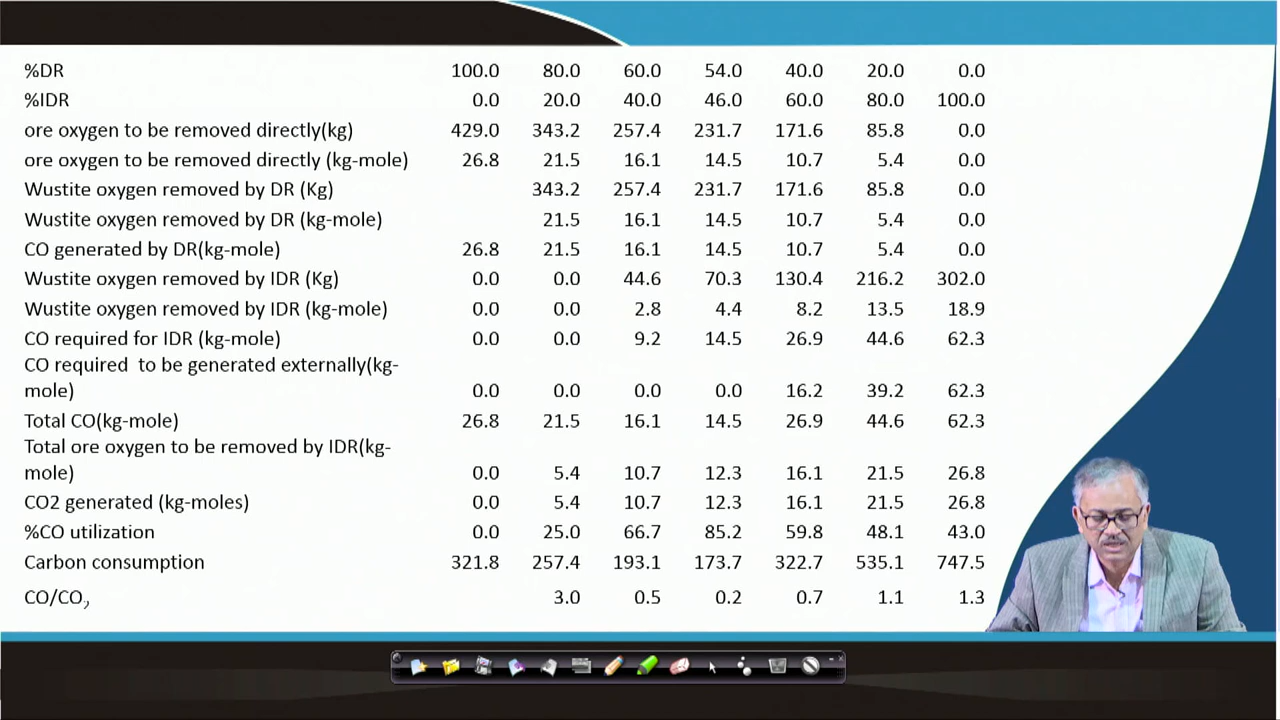 %DR 100.0 80.0 60.0 54.0 40.0 20.0 0.0
%IDR 0.0 20.0 40.0 46.0 60.0 80.0 100.0
ore oxygen to be removed directly(kg) 429.0 343.2 257.4 231.7 171.6 85.8 0.0
ore oxygen to be removed directly (kg-mole) 26.8 21.5 16.1 14.5 10.7 5.4 0.0
Wustite oxygen removed by DR (Kg) 343.2 257.4 231.7 171.6 85.8 0.0
Wustite oxygen removed by DR (kg-mole) 21.5 16.1 14.5 10.7 5.4 0.0
CO generated by DR(kg-mole) 26.8 21.5 16.1 14.5 10.7 5.4 0.0
Wustite oxygen removed by IDR (Kg) 0.0 0.0 44.6 70.3 130.4 216.2 302.0
Wustite oxygen removed by IDR (kg-mole) 0.0 0.0 2.8 4.4 8.2 13.5 18.9
CO required for IDR (kg-mole) 0.0 0.0 9.2 14.5 26.9 44.6 62.3
CO required to be generated externally(kg-
mole) 0.0 0.0 0.0 0.0 16.2 39.2 62.3
Total CO(kg-mole) 26.8 21.5 16.1 14.5 26.9 44.6 62.3
Total ore oxygen to be removed by IDR(kg-
mole) 0.0 5.4 10.7 12.3 16.1 21.5 26.8
CO2 generated (kg-moles) 0.0 5.4 10.7 12.3 16.1 21.5 26.8
%CO utilization 0.0 25.0 66.7 85.2 59.8 48.1 43.0
Carbon consumption 321.8 257.4 193.1 173.7 322.7 535.1 747.5
CO/CO₂ 3.0 0.5 0.2 0.7 1.1 1.3